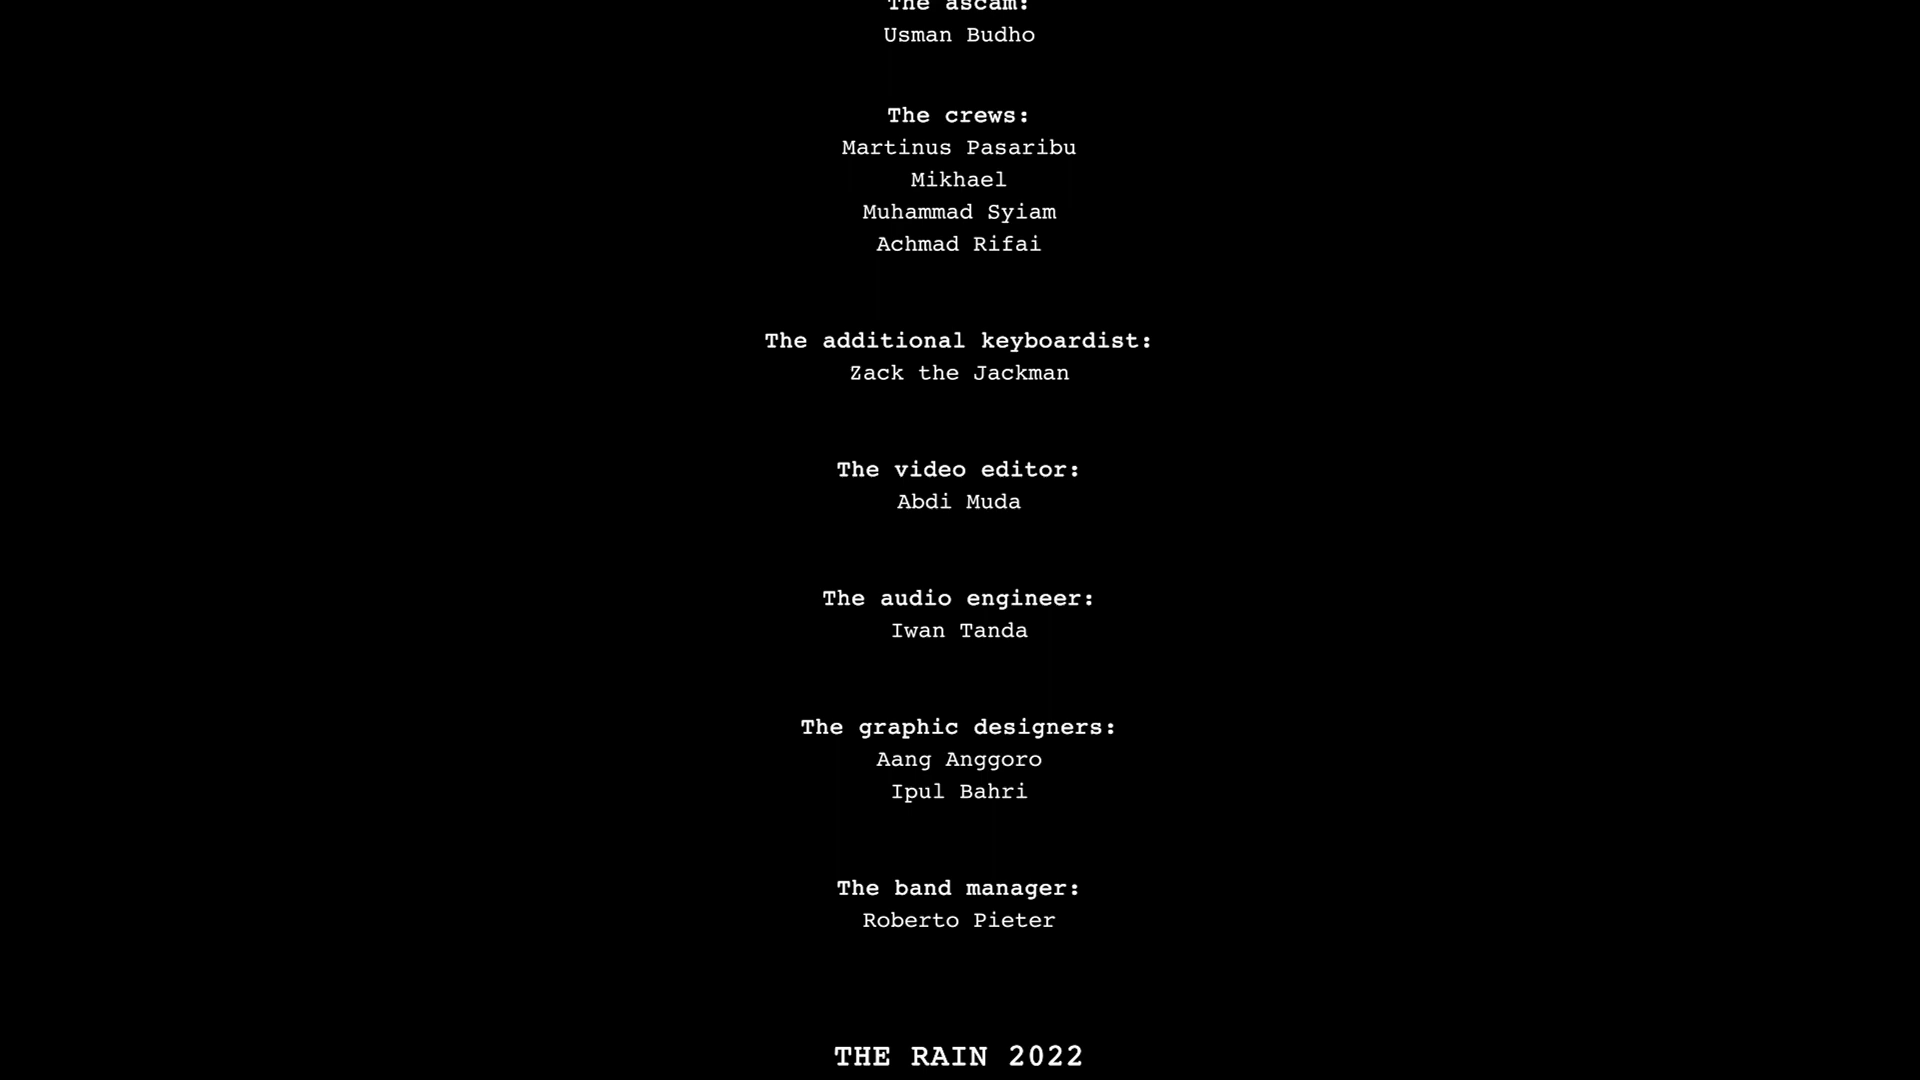 The ascam:
Usman Budho
The crews:
Martinus Pasaribu
Mikhael
Muhammad Syiam
Achmad Rifai
The additional keyboardist:
Zack the Jackman
The video editor:
Abdi Muda
The audio engineer:
Iwan Tanda
The graphic designers:
Aang Anggoro
Ipul Bahri
The band manager:
Roberto Pieter
THE RAIN 2022